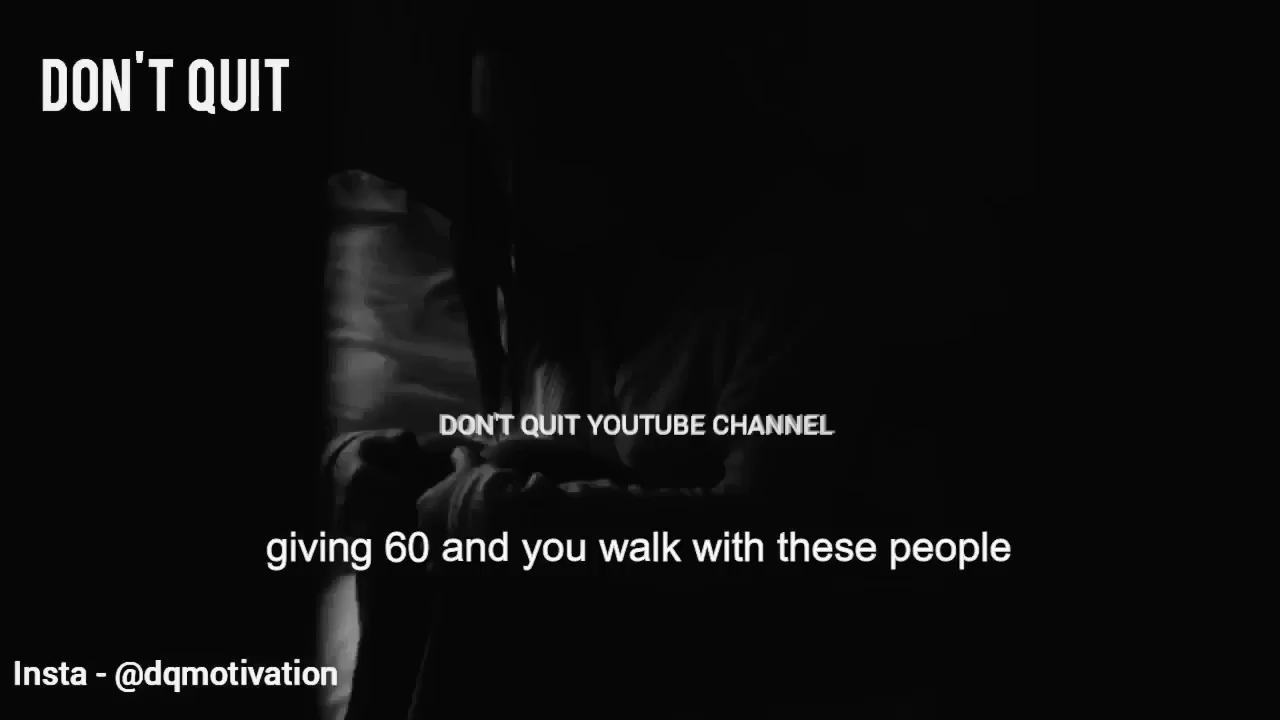 DON'T QUIT
DON'T QUIT YOUTUBE CHANNEL
giving 60 and you walk with these people
Insta - @dqmotivation